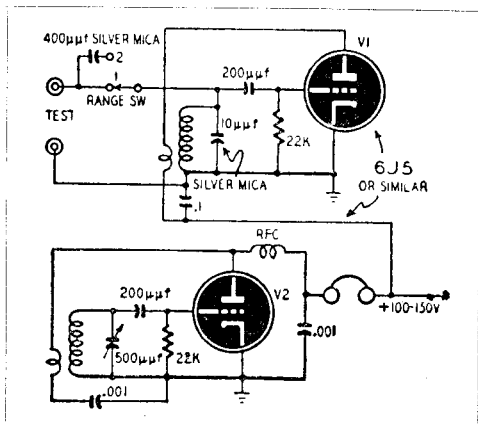 400μμf SILVER MICA
V1
2
1
200μμf
RANGE SW
TEST
10μμf
22K
6J5
OR SIMILAR
SILVER MICA
.1
RFC
200μμf
V2
+100-150V
.001
500μμf
22K
.001